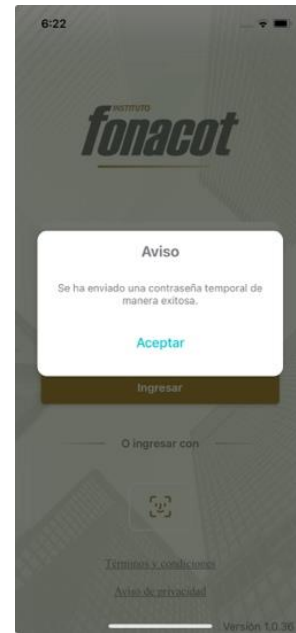 6:22
INSTITUTO
fonacot
Aviso
Se ha enviado una contraseña temporal de
manera exitosa.
Aceptar
Ingresar
O ingresar con
Términos y condiciones
Aviso de privacidad
Versión 1.0.36